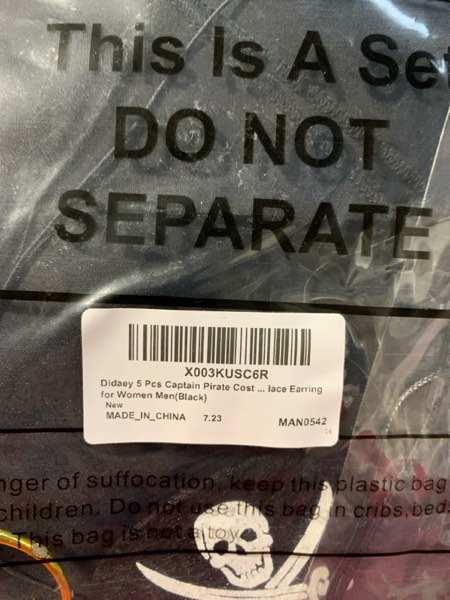 This Is A Set
DO NOT
SEPARATE
X003KUSC6R
Didaey 5 Pcs Captain Pirate Cost ... lace Earring
for Women Men(Black)
New
MADE_IN_CHINA 7.23 MAN0542
nger of suffocation, keep this plastic bag
children. Do not use this bag in cribs, beds
This bag is not a toy